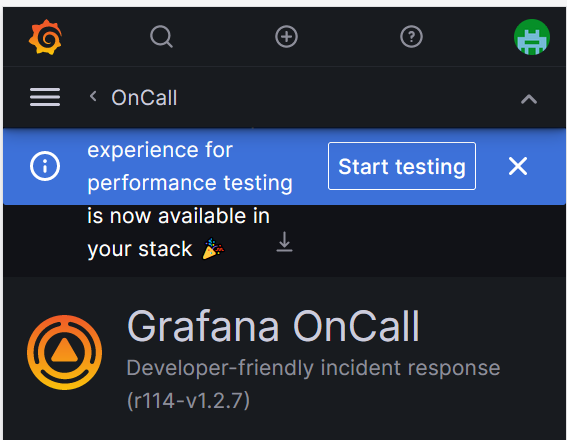 OnCall
experience for
performance testing
is now available in
your stack 🎉
Start testing
Grafana OnCall
Developer-friendly incident response
(r114-v1.2.7)